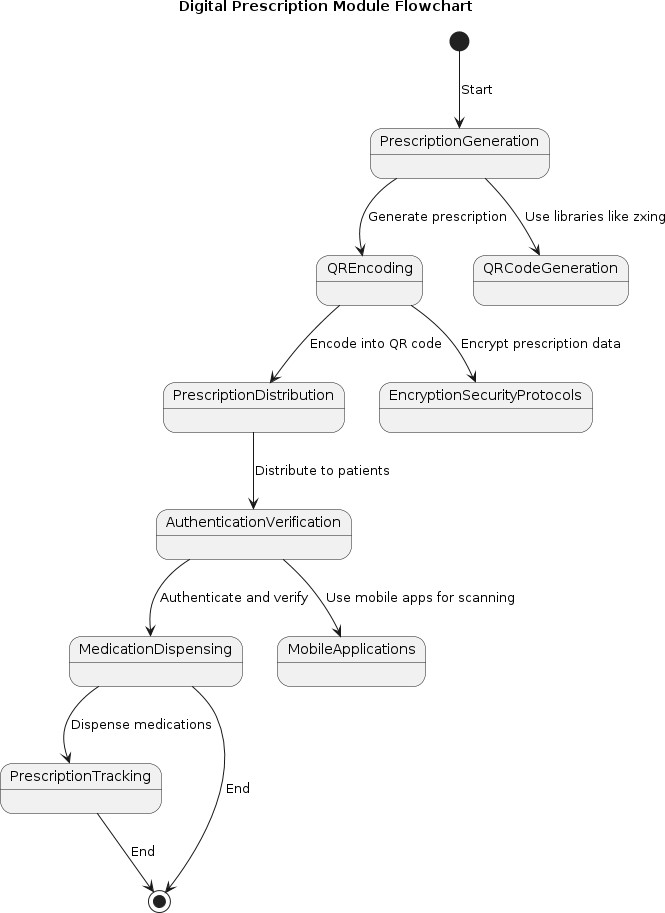 Digital Prescription Module Flowchart
Start
PrescriptionGeneration
Generate prescription
Use libraries like zxing
QREncoding
QRCodeGeneration
Encode into QR code
Encrypt prescription data
PrescriptionDistribution
EncryptionSecurityProtocols
Distribute to patients
AuthenticationVerification
Authenticate and verify
Use mobile apps for scanning
MedicationDispensing
MobileApplications
Dispense medications
PrescriptionTracking
End
End